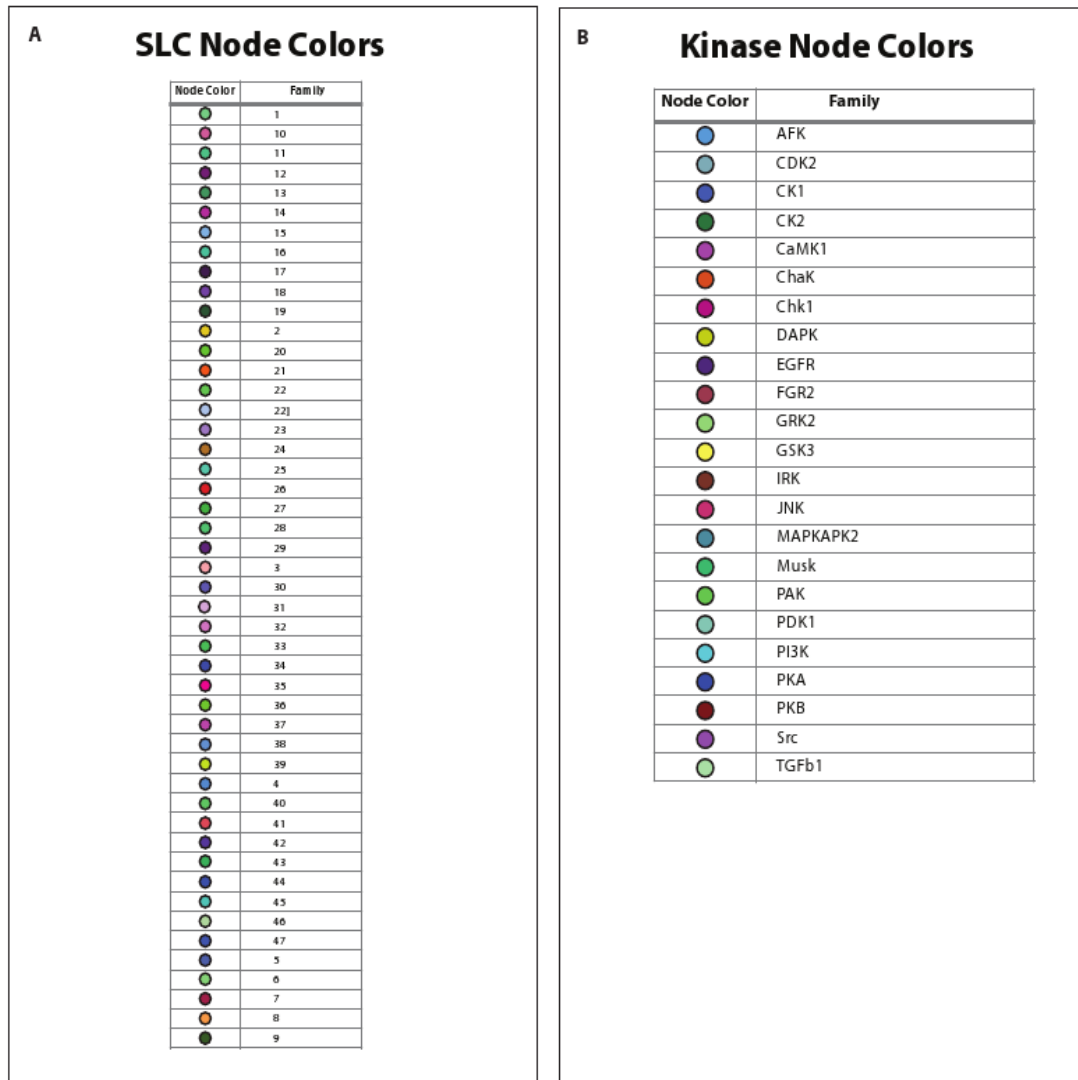 A
SLC Node Colors
Node Color Family
1
10
11
12
13
14
15
16
17
18
19
2
20
21
22
22]
23
24
25
26
27
28
29
3
30
31
32
33
34
35
36
37
38
39
4
40
41
42
43
44
45
46
47
5
6
7
8
9
B
Kinase Node Colors
Node Color Family
AFK
CDK2
CK1
CK2
CaMK1
ChaK
Chk1
DAPK
EGFR
FGR2
GRK2
GSK3
IRK
JNK
MAPKAPK2
Musk
PAK
PDK1
PI3K
PKA
PKB
Src
TGFb1